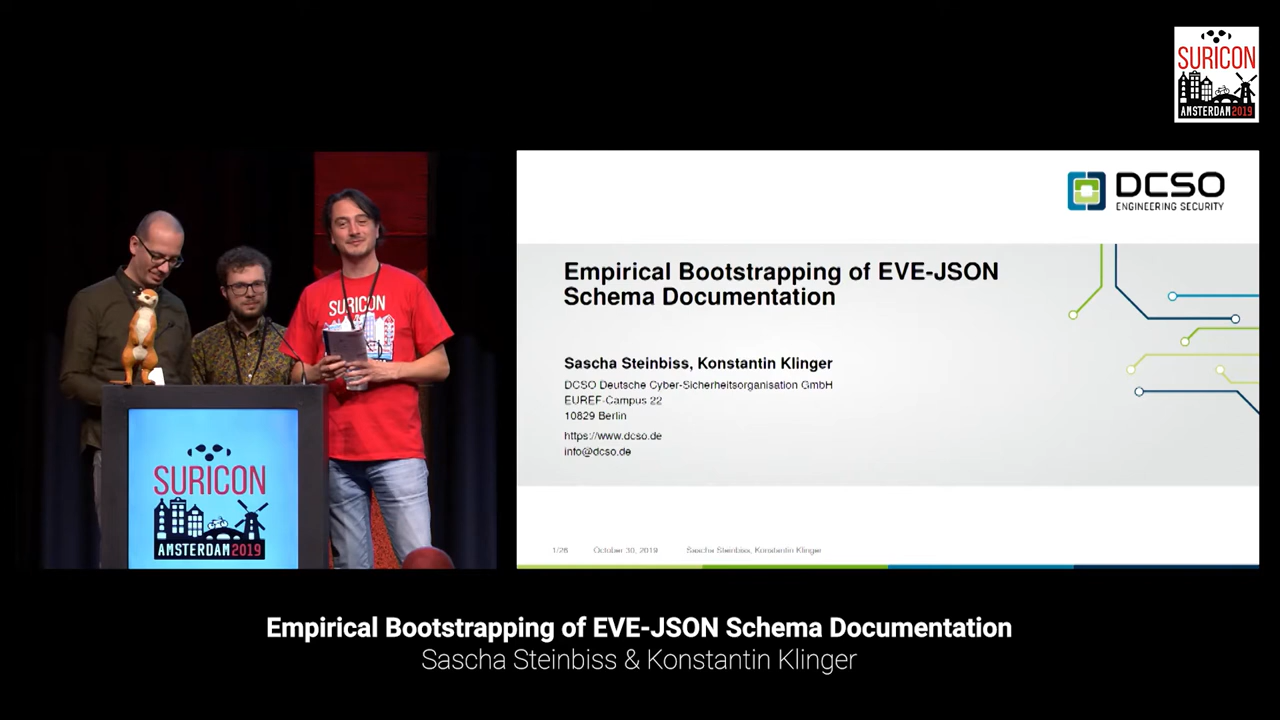 SURICON
AMSTERDAM 2019
DCSO
ENGINEERING SECURITY
Empirical Bootstrapping of EVE-JSON
Schema Documentation
Sascha Steinbiss, Konstantin Klinger
DCSO Deutsche Cyber-Sicherheitsorganisation GmbH
EUREF-Campus 22
10829 Berlin
https://www.dcso.de
info@dcso.de
1/26 October 30, 2019 Sascha Steinbiss, Konstantin Klinger
SURICON
SURICON
AMSTERDAM 2019
Empirical Bootstrapping of EVE-JSON Schema Documentation
Sascha Steinbiss & Konstantin Klinger